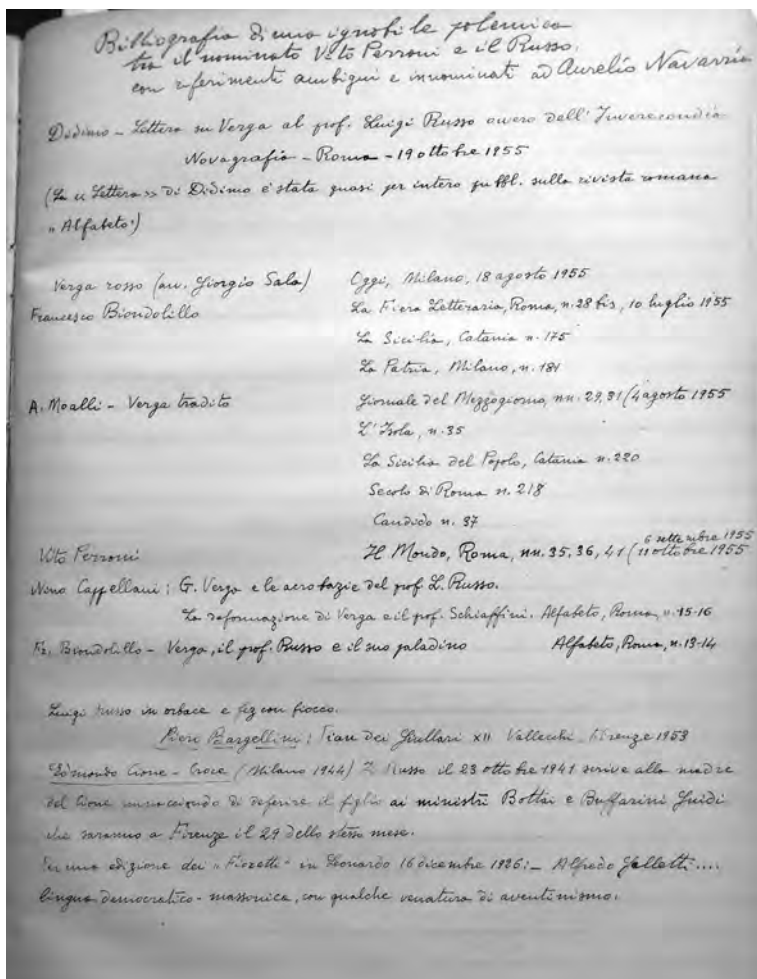 Bibliografia di una ignobile polemica
tra il nominato Vito Perroni e il Russo.
con riferimenti ambigui e innominati ad Aurelio Navarria
Didimo - Lettera su Verga al prof. Luigi Russo ovvero dell'Inverecondia
Novagrafia - Roma - 19 ottobre 1955
(La « Lettera » di Didimo è stata quasi per intero pubbl. sulla rivista romana
"Alfabeto")
Verga rosso (avv. Giorgio Sala) Oggi, Milano, 18 agosto 1955
Francesco Biondolillo La Fiera Letteraria, Roma, n. 28 bis, 10 luglio 1955
La Sicilia, Catania n. 175
La Patria, Milano, n. 181
A. Moalli - Verga tradito Giornale del Mezzogiorno, nn. 29, 31 (4 agosto 1955
L'Isola, n. 35
La Sicilia del Popolo, Catania n. 220
Secolo di Roma n. 218
Candido n. 37
Vito Perroni Il Mondo, Roma, nn. 35, 36, 41 (6 settembre 1955
11 ottobre 1955
Nino Cappellani: G. Verga e le acrobazie del prof. L. Russo.
La deformazione di Verga e il prof. Schiaffini. Alfabeto, Roma, n. 15-16
Fr. Biondolillo - Verga, il prof. Russo e il suo paladino Alfabeto, Roma, n. 13-14
Luigi Russo in orbace e fez con fiocco.
Piero Bargellini: Pian dei Giullari XII Vallecchi - Firenze 1953
Edmondo Cione - Croce (Milano 1944) Il Russo il 23 ottobre 1941 scrive alla madre
del Cione minacciando di deferire il figlio ai ministri Bottai e Buffarini Guidi
che saranno a Firenze il 29 dello stesso mese.
Per una edizione dei "Fioretti" in Leonardo 16 dicembre 1926: - Alfredo Galletti....
lingua democratico-massonica, con qualche venatura di aventinismo.